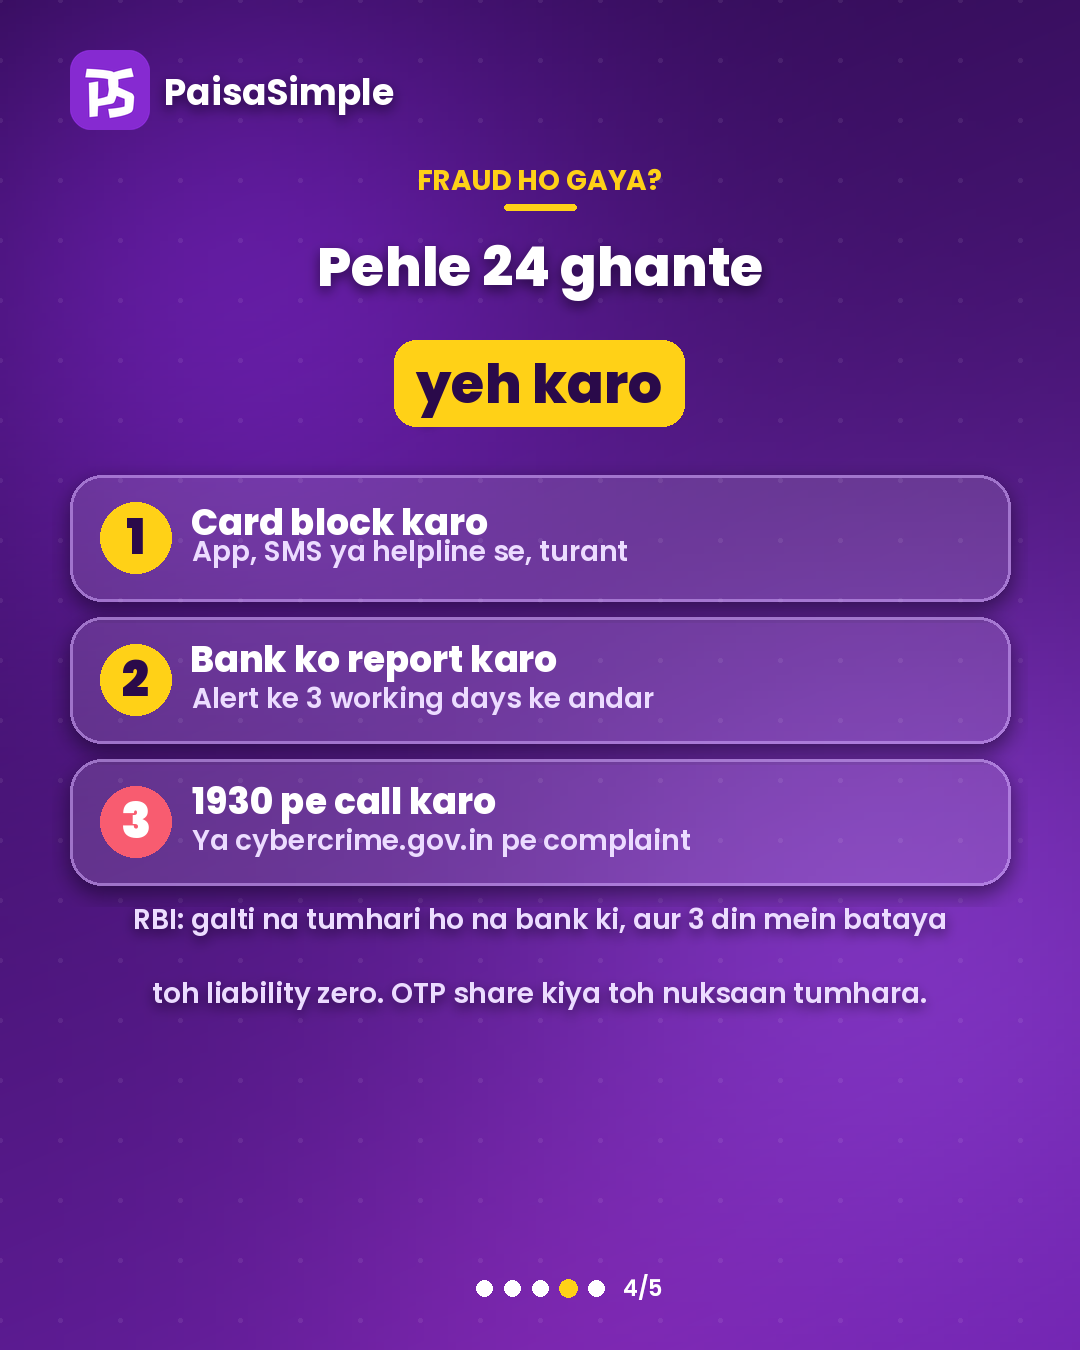 PS PaisaSimple
FRAUD HO GAYA?
Pehle 24 ghante
yeh karo
1 Card block karo
App, SMS ya helpline se, turant
2 Bank ko report karo
Alert ke 3 working days ke andar
3 1930 pe call karo
Ya cybercrime.gov.in pe complaint
RBI: galti na tumhari ho na bank ki, aur 3 din mein bataya
toh liability zero. OTP share kiya toh nuksaan tumhara.
4/5